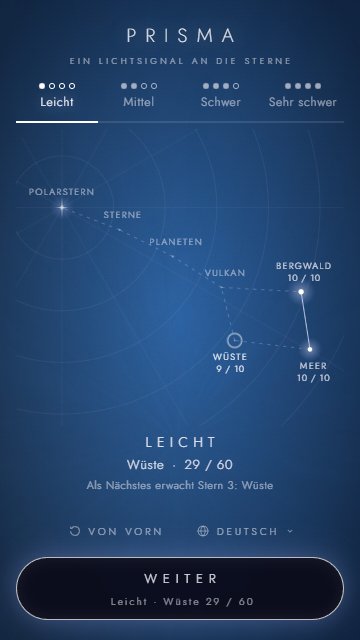 PRISMA
EIN LICHTSIGNAL AN DIE STERNE
Leicht Mittel Schwer Sehr schwer
POLARSTERN
STERNE
PLANETEN
VULKAN
BERGWALD
10 / 10
WÜSTE
9 / 10
MEER
10 / 10
LEICHT
Wüste · 29 / 60
Als Nächstes erwacht Stern 3: Wüste
VON VORN DEUTSCH
WEITER
Leicht · Wüste 29 / 60